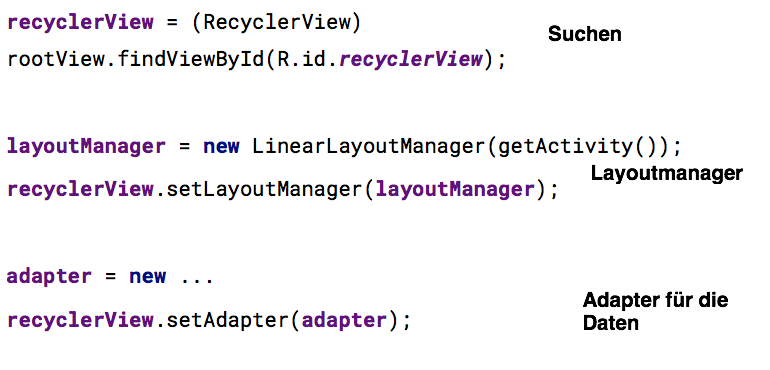 recyclerView = (RecyclerView)
Suchen
rootView.findViewById(R.id.recyclerView);
layoutManager = new LinearLayoutManager(getActivity());
Layoutmanager
recyclerView.setLayoutManager(layoutManager);
adapter = new ...
Adapter für die
Daten
recyclerView.setAdapter(adapter);